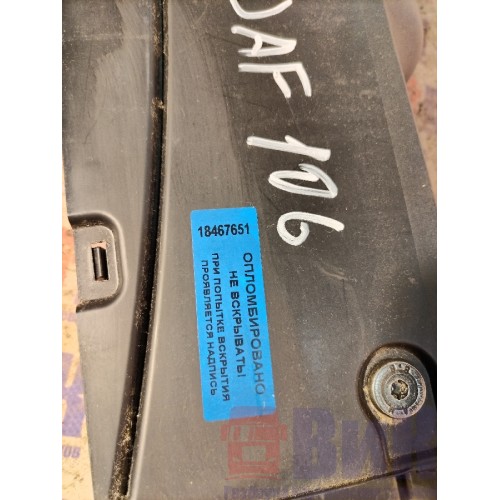 DAF 106
18467651
ОПЛОМБИРОВАНО
НЕ ВСКРЫВАТЬ!
ПРИ ПОПЫТКЕ ВСКРЫТИЯ
ПРОЯВЛЯЕТСЯ НАДПИСЬ